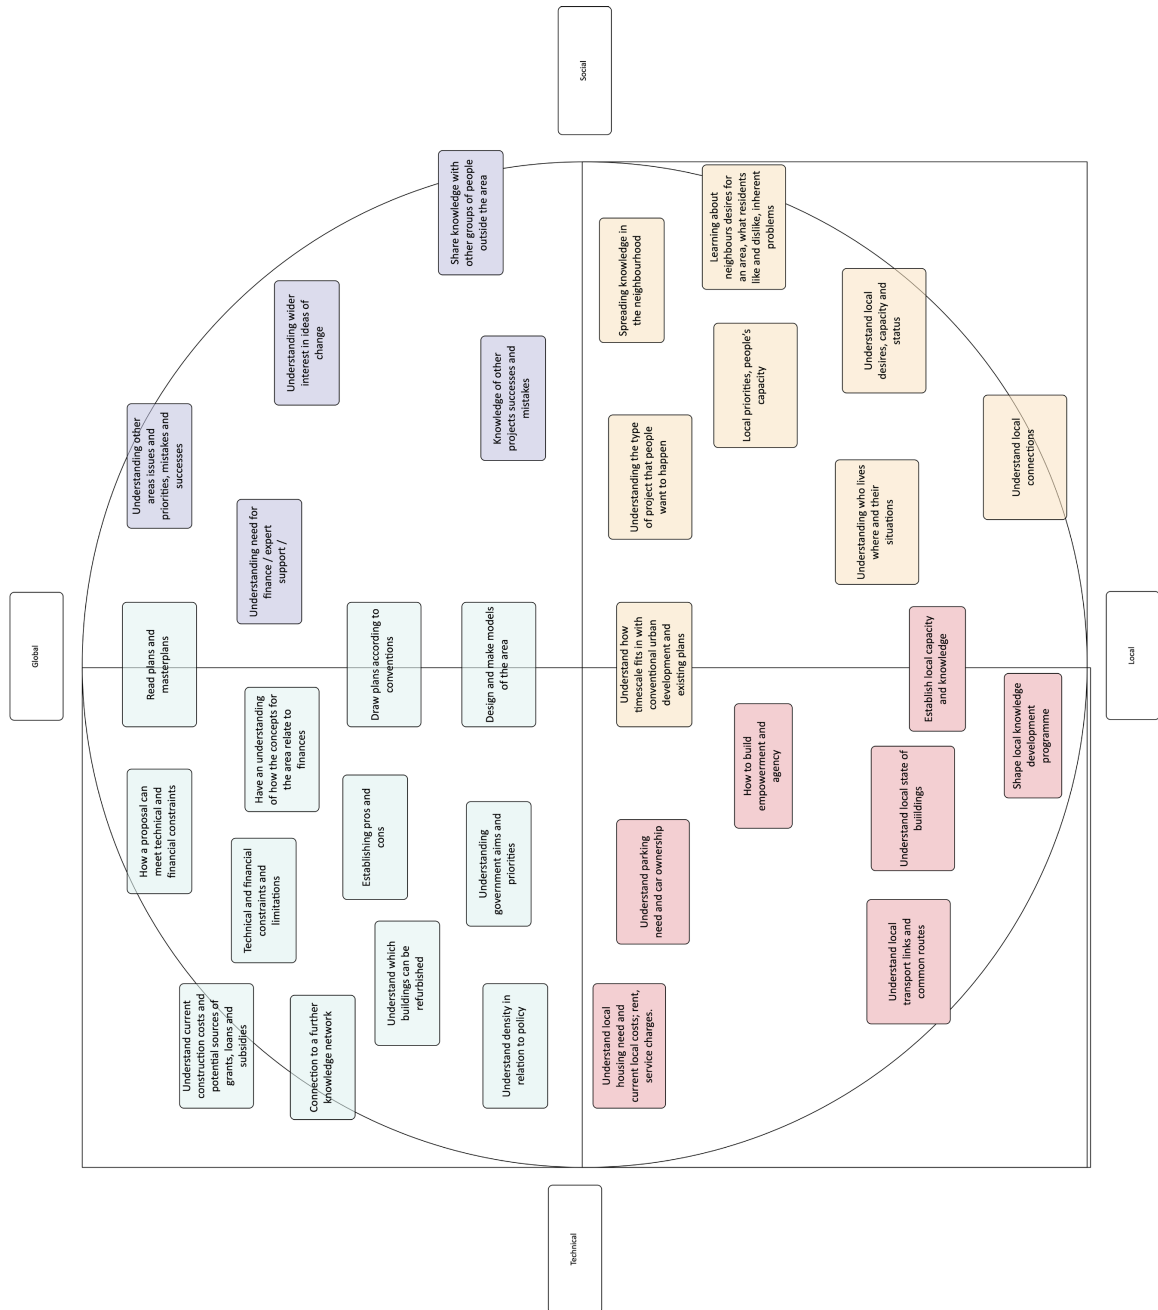 Global
Understand current
construction costs and
potential sources of
grants, loans and
subsidies
How a proposal can
meet technical and
financial constraints
Read plans and
masterplans
Understanding other
areas issues and
priorities, mistakes and
successes
Connection to a further
knowledge network
Technical and financial
constraints and
limitations
Have an understanding
of how the concepts for
the area relate to
finances
Understanding need for
finance / expert
support /
Understanding wider
interest in ideas of
change
Understand which
buildings can be
refurbished
Establishing pros and
cons
Draw plans according to
conventions
Share knowledge with
other groups of people
outside the area
Understand density in
relation to policy
Understanding
government aims and
priorities
Design and make models
of the area
Knowledge of other
projects successes and
mistakes
Technical
Social
Understand local
housing need and
current local costs; rent,
service charges.
Understand parking
need and car ownership
Understand how
timescale fits in with
conventional urban
development and
existing plans
Understanding the type
of project that people
want to happen
Spreading knowledge in
the neighbourhood
How to build
empowerment and
agency
Local priorities, people's
capacity
Learning about
neighbours desires for
an area, what residents
like and dislike, inherent
problems
Understand local
transport links and
common routes
Understand local state of
buiildings
Establish local capacity
and knowledge
Understanding who lives
where and their
situations
Understand local
desires, capacity and
status
Shape local knowledge
development
programme
Understand local
connections
Local